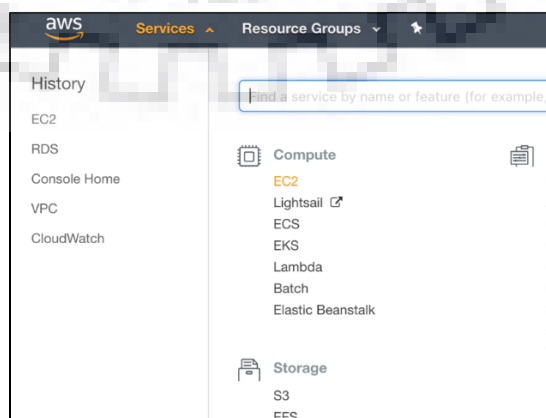 aws
Services
Resource Groups
History
EC2
RDS
Console Home
VPC
CloudWatch
Find a service by name or feature (for example,
Compute
EC2
Lightsail
ECS
EKS
Lambda
Batch
Elastic Beanstalk
Storage
S3
EFS